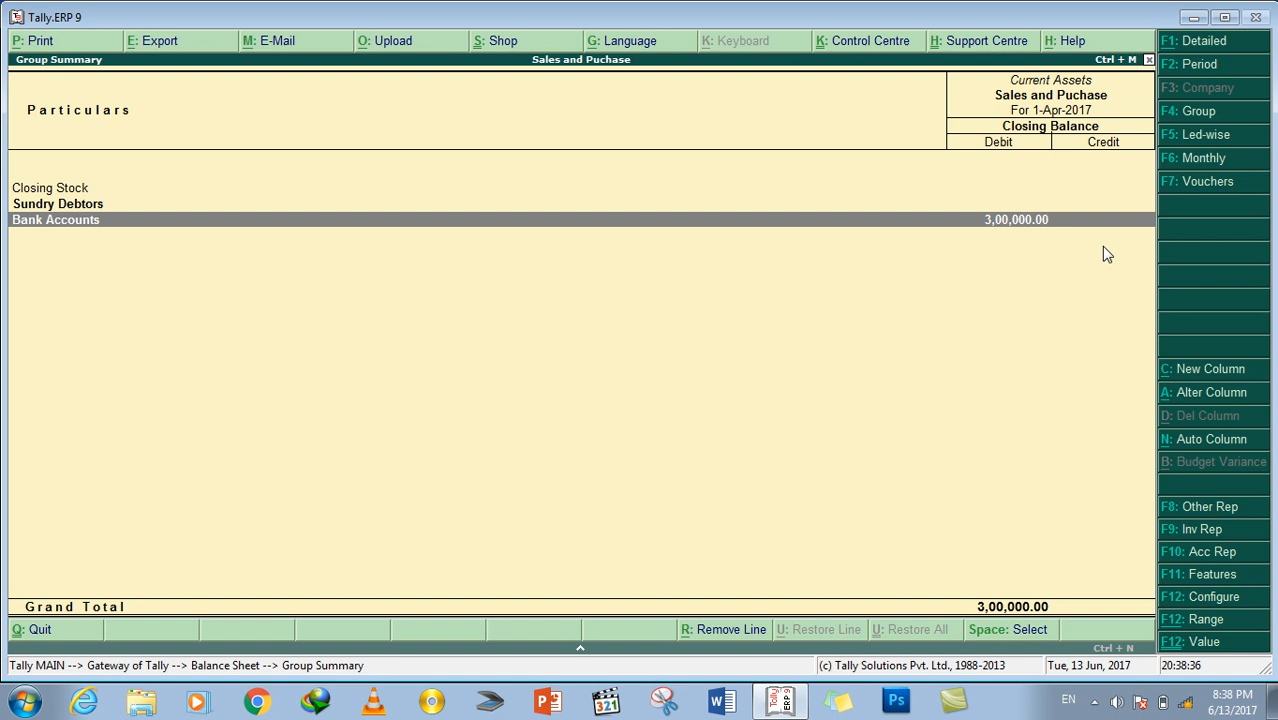 Tally.ERP 9
P: Print E: Export M: E-Mail O: Upload S: Shop G: Language K: Keyboard K: Control Centre H: Support Centre H: Help
Group Summary Sales and Puchase Ctrl + M
Particulars
Current Assets
Sales and Puchase
For 1-Apr-2017
Closing Balance
Debit Credit
Closing Stock
Sundry Debtors
Bank Accounts 3,00,000.00
Grand Total 3,00,000.00
F1: Detailed
F2: Period
F3: Company
F4: Group
F5: Led-wise
F6: Monthly
F7: Vouchers
C: New Column
A: Alter Column
D: Del Column
N: Auto Column
B: Budget Variance
F8: Other Rep
F9: Inv Rep
F10: Acc Rep
F11: Features
F12: Configure
F12: Range
F12: Value
Q: Quit R: Remove Line U: Restore Line U: Restore All Space: Select
Ctrl + N
Tally MAIN --> Gateway of Tally --> Balance Sheet --> Group Summary (c) Tally Solutions Pvt. Ltd., 1988-2013 Tue, 13 Jun, 2017 20:38:36
321
Tally ERP 9
Ps
EN
8:38 PM
6/13/2017